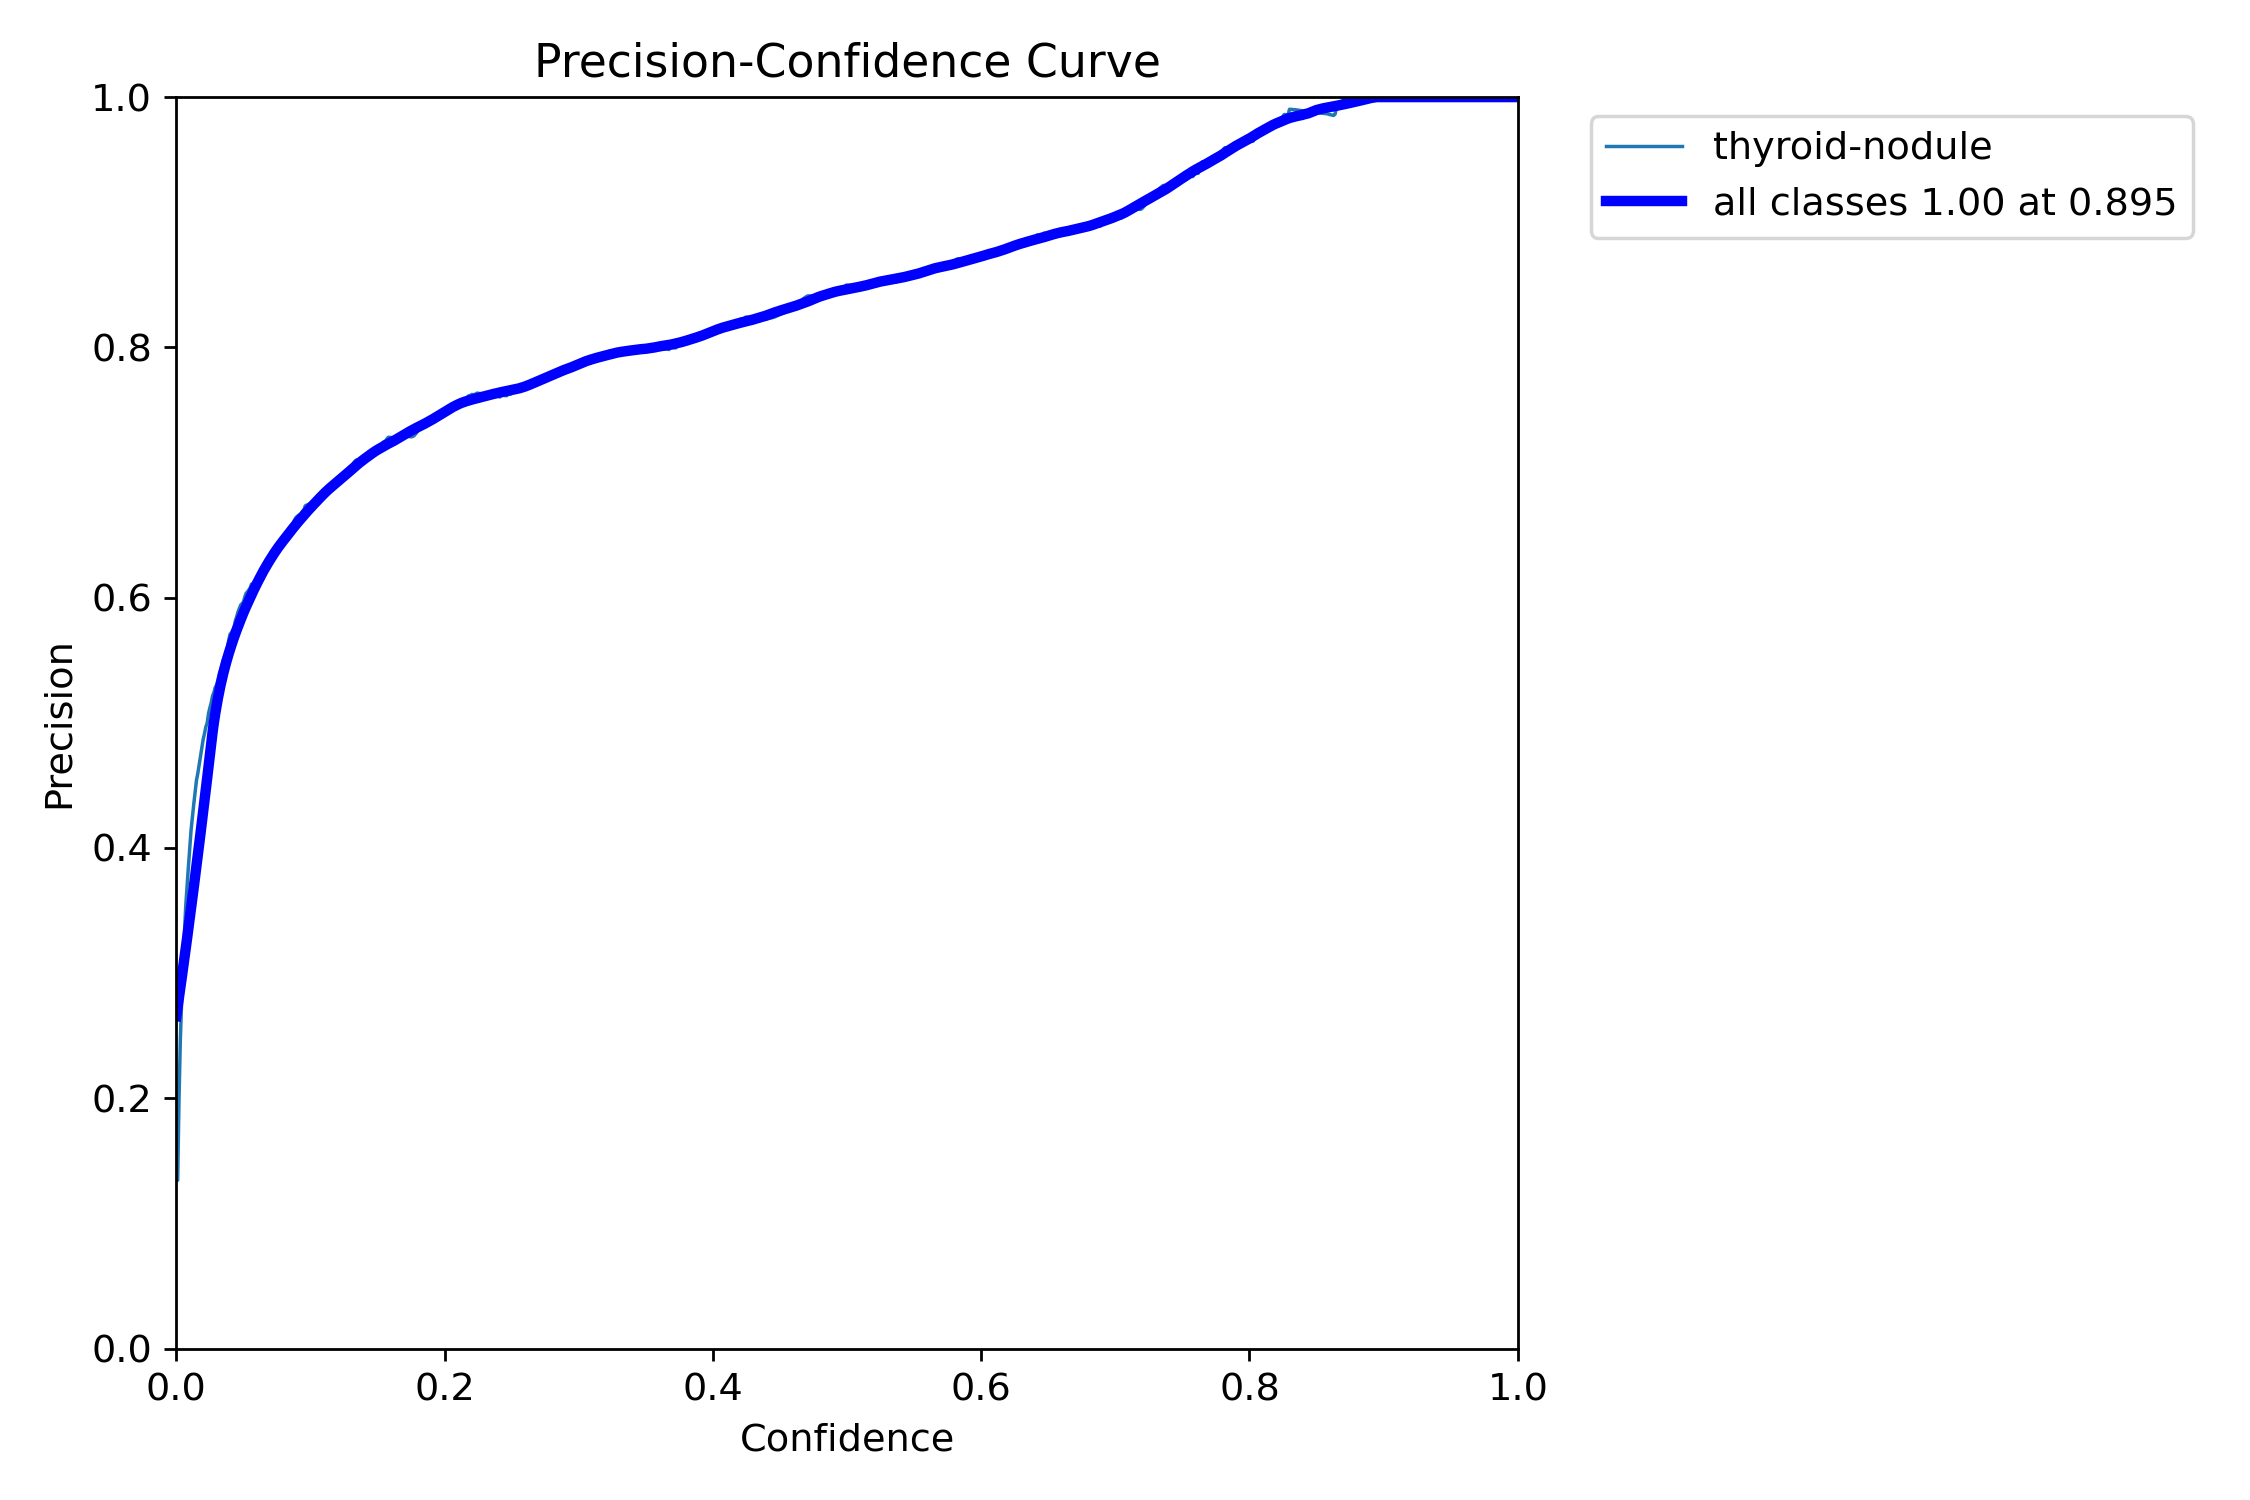 Precision-Confidence Curve
1.0
0.8
0.6
0.4
0.2
0.0
Precision
0.0 0.2 0.4 0.6 0.8 1.0
Confidence
thyroid-nodule
all classes 1.00 at 0.895